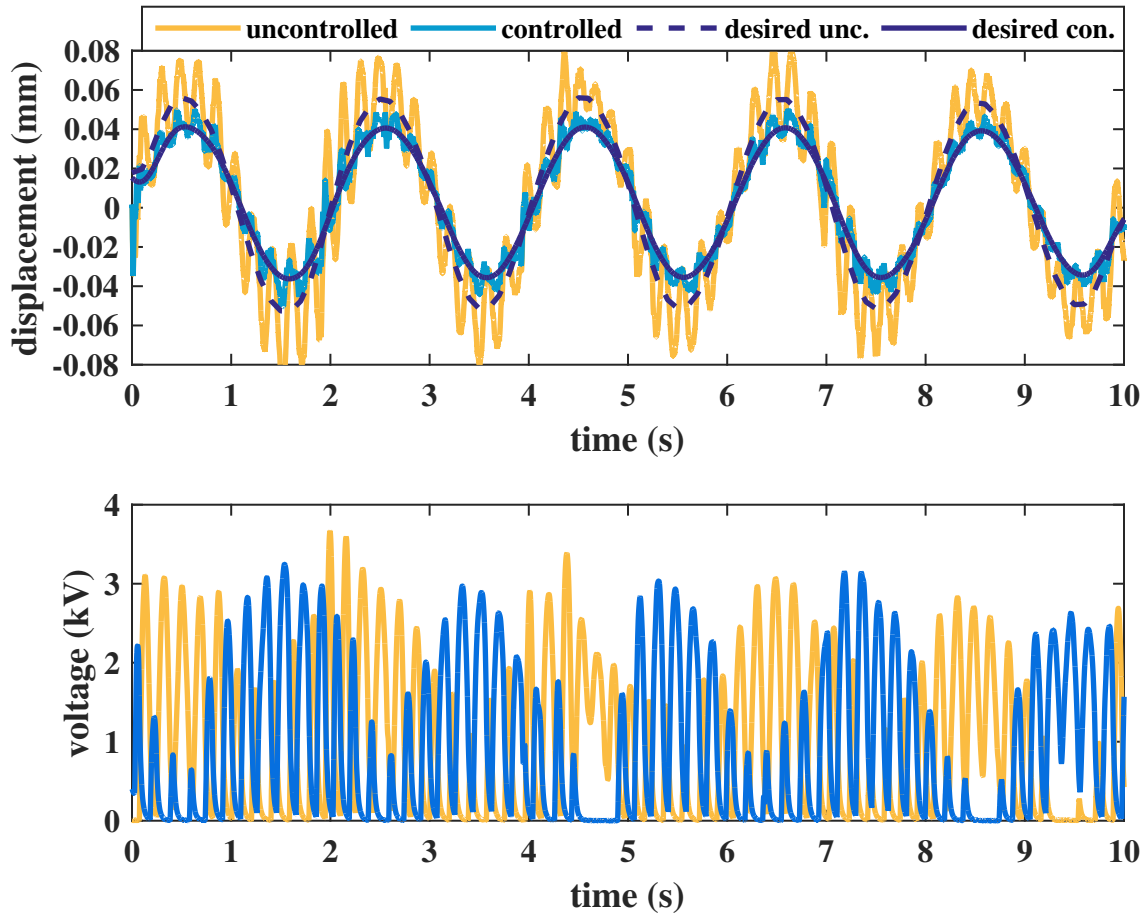 uncontrolled controlled desired unc. desired con.
0.08
0.06
0.04
0.02
0
-0.02
-0.04
-0.06
-0.08
displacement (mm)
0 1 2 3 4 5 6 7 8 9 10
time (s)
4
3
2
1
0
voltage (kV)
0 1 2 3 4 5 6 7 8 9 10
time (s)